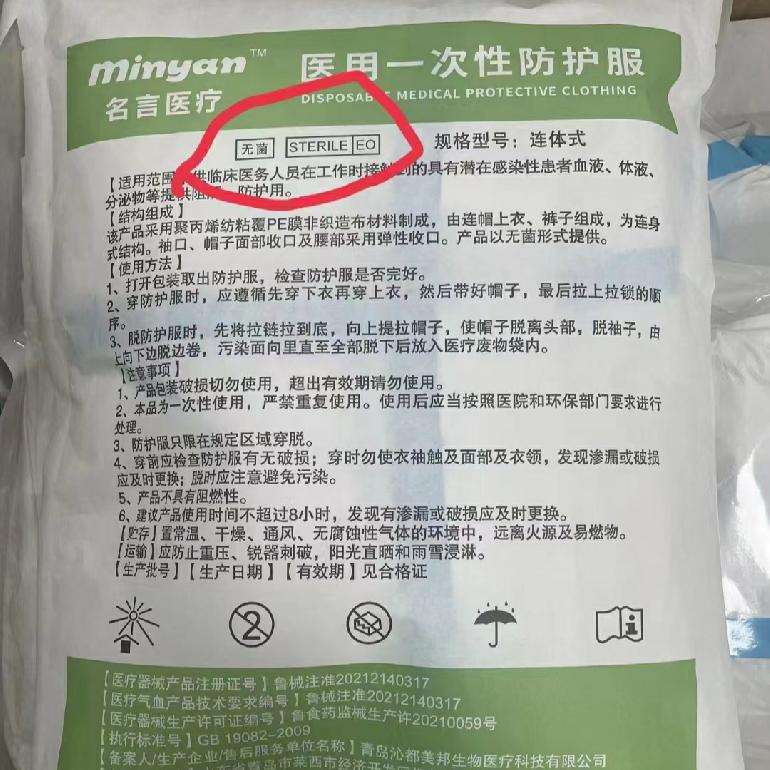 minyan™
名言医疗
医用一次性防护服
DISPOSABLE MEDICAL PROTECTIVE CLOTHING
无菌 STERILE EO 规格型号：连体式
【适用范围】供临床医务人员在工作时接触到的具有潜在感染性患者血液、体液、
分泌物等提供阻隔、防护用。
【结构组成】
该产品采用聚丙烯纺粘覆PE膜非织造布材料制成，由连帽上衣、裤子组成，为连身
式结构。袖口、帽子面部收口及腰部采用弹性收口。产品以无菌形式提供。
【使用方法】
1、打开包装取出防护服，检查防护服是否完好。
2、穿防护服时，应遵循先穿下衣再穿上衣，然后带好帽子，最后拉上拉锁的顺
序。
3、脱防护服时，先将拉链拉到底，向上提拉帽子，使帽子脱离头部，脱袖子，由
上向下边脱边卷，污染面向里直至全部脱下后放入医疗废物袋内。
【注意事项】
1、产品包装破损切勿使用，超出有效期请勿使用。
2、本品为一次性使用，严禁重复使用。使用后应当按照医院和环保部门要求进行
处理。
3、防护服只限在规定区域穿脱。
4、穿前应检查防护服有无破损；穿时勿使衣袖触及面部及衣领，发现渗漏或破损
应及时更换；脱时应注意避免污染。
5、产品不具有阻燃性。
6、建议产品使用时间不超过8小时，发现有渗漏或破损应及时更换。
【贮存】置常温、干燥、通风、无腐蚀性气体的环境中，远离火源及易燃物。
【运输】应防止重压、锐器刺破，阳光直晒和雨雪浸淋。
【生产批号】【生产日期】【有效期】见合格证
2
【医疗器械产品注册证号】鲁械注准20212140317
【医疗气血产品技术要求编号】鲁械注准20212140317
【医疗器械生产许可证编号】鲁食药监械生产许20210059号
【执行标准号】GB 19082-2009
【备案人/生产企业/售后服务单位名称】青岛沁都美邦生物医疗科技有限公司
山东省青岛市莱西市经济开发区